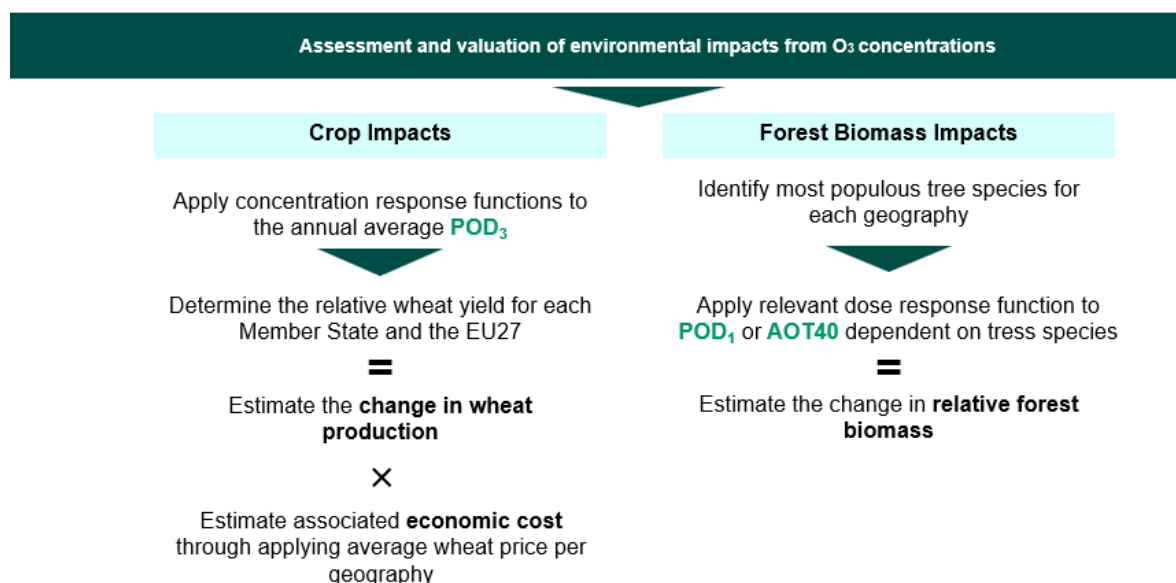 Assessment and valuation of environmental impacts from O₃ concentrations
Crop Impacts
Apply concentration response functions to
the annual average POD₃
Determine the relative wheat yield for each
Member State and the EU27
=
Estimate the change in wheat
production
×
Estimate associated economic cost
through applying average wheat price per
geography
Forest Biomass Impacts
Identify most populous tree species for
each geography
Apply relevant dose response function to
POD₁ or AOT40 dependent on tress species
=
Estimate the change in relative forest
biomass